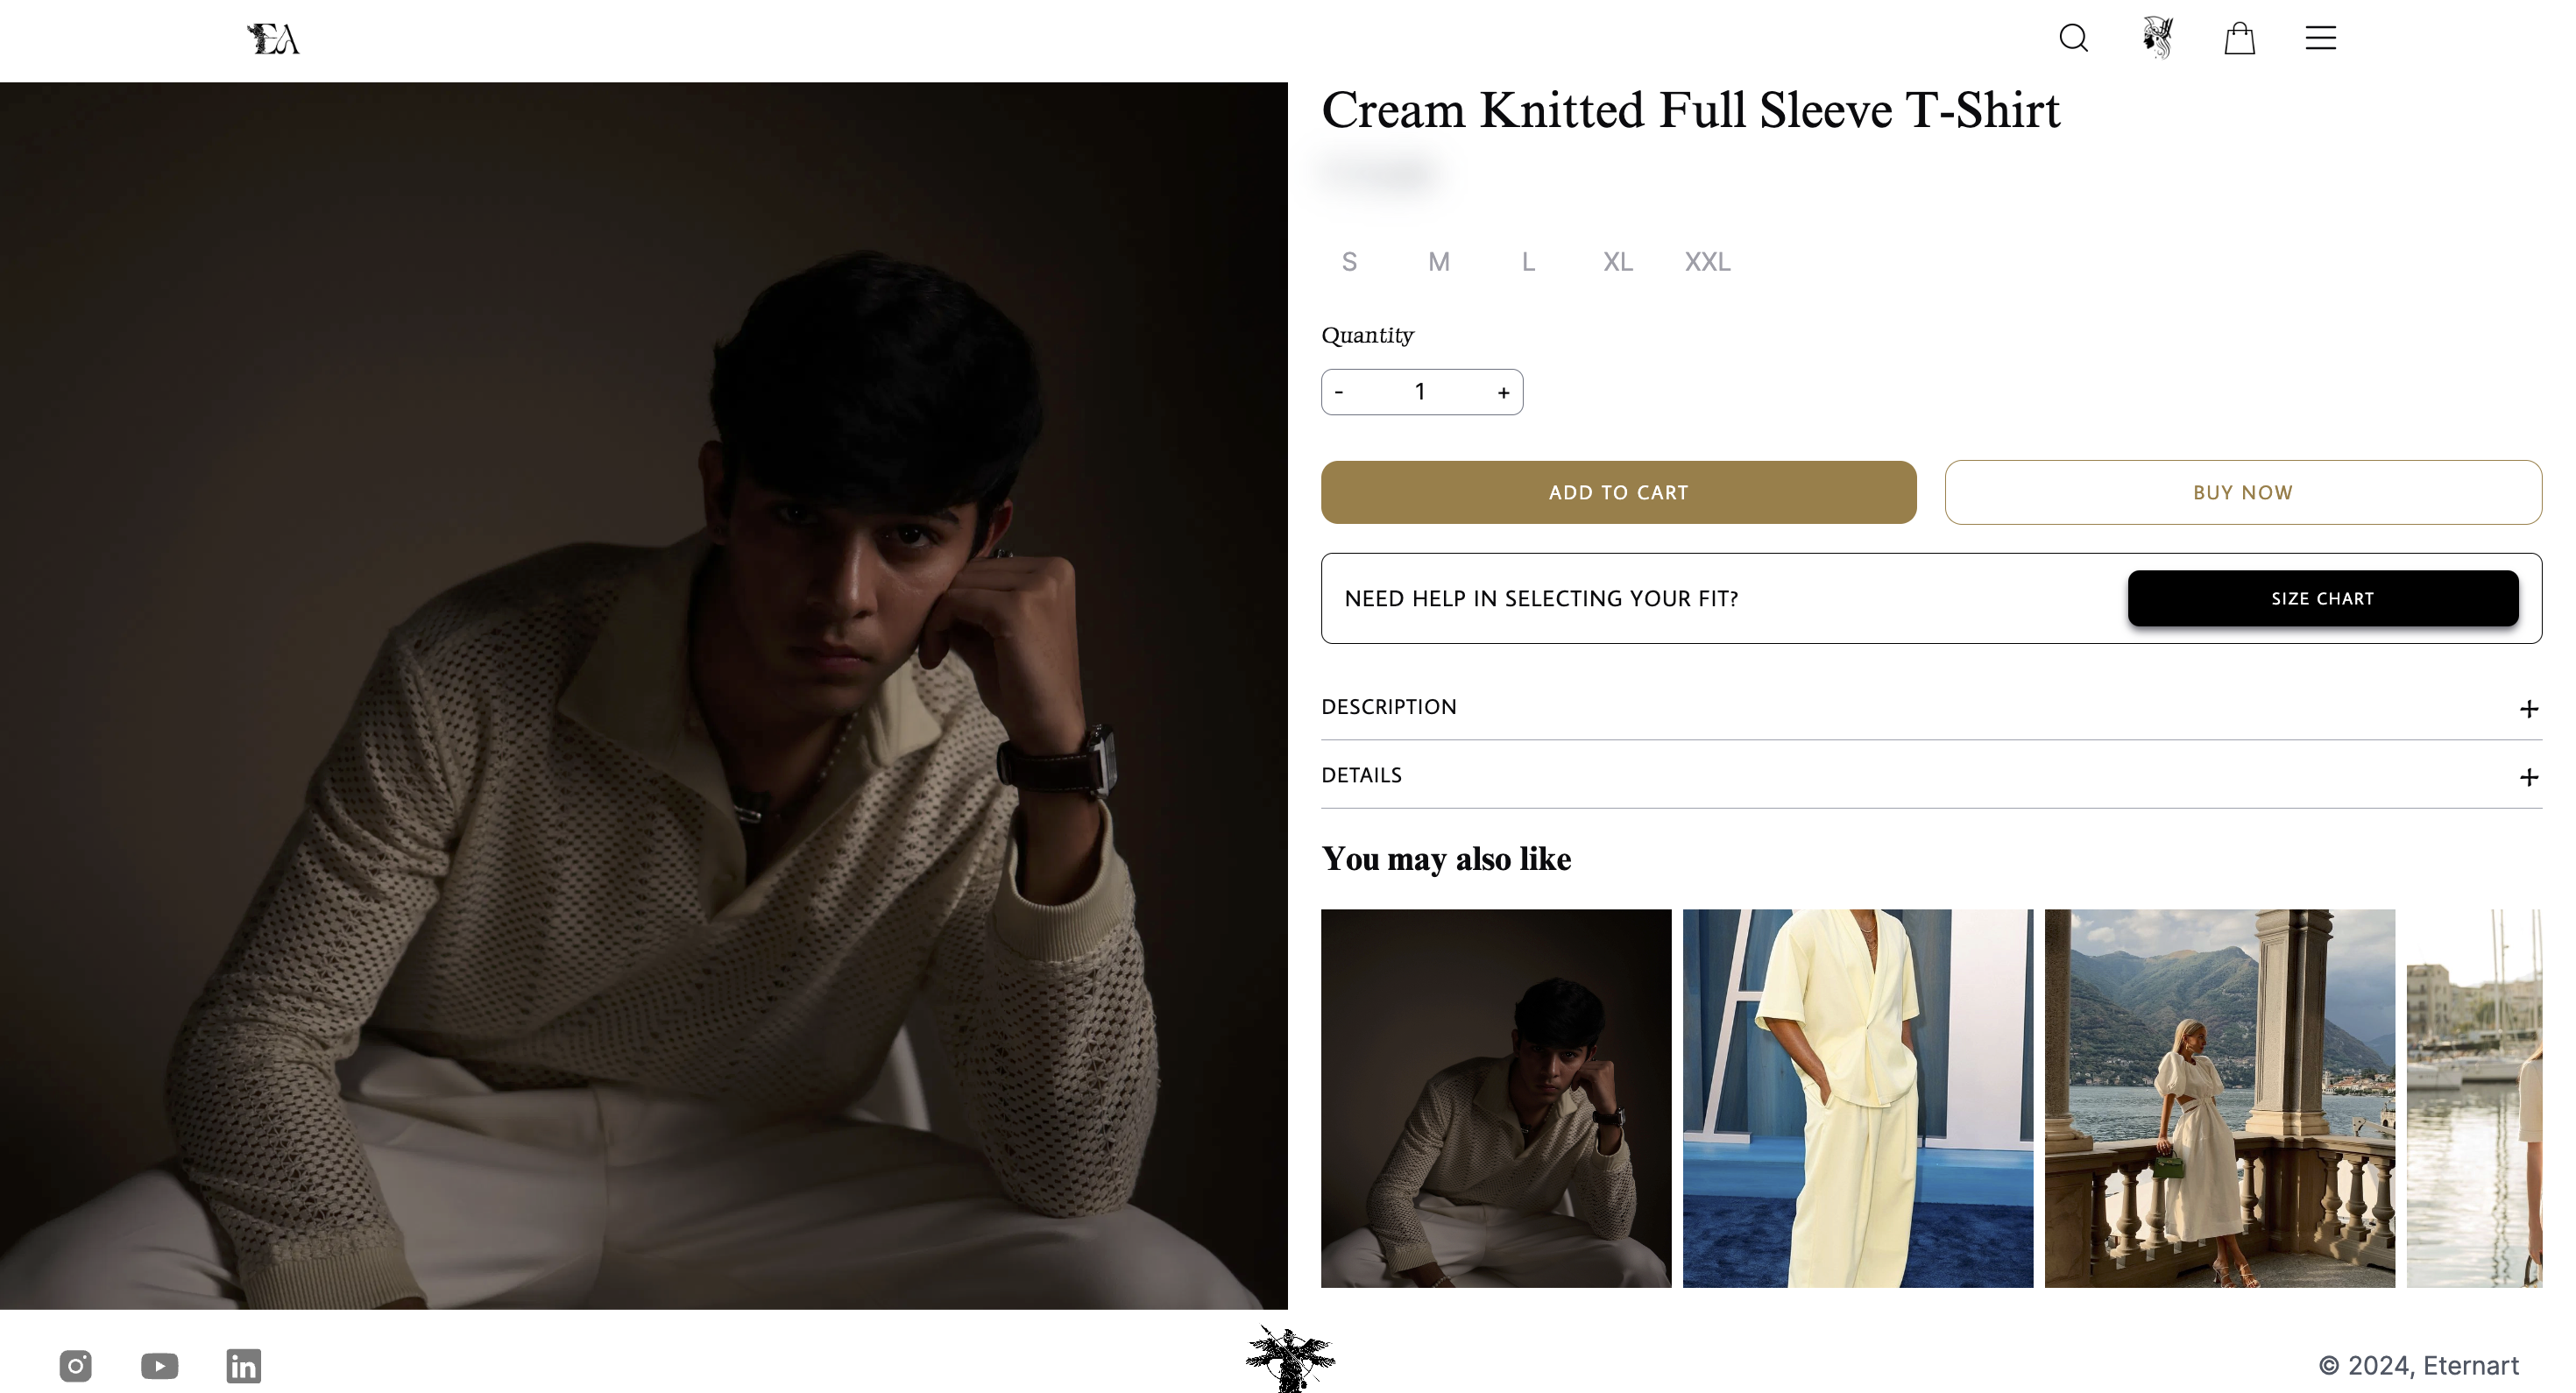 EA
Cream Knitted Full Sleeve T-Shirt
S M L XL XXL
Quantity
- 1 +
ADD TO CART BUY NOW
NEED HELP IN SELECTING YOUR FIT? SIZE CHART
DESCRIPTION +
DETAILS +
You may also like
in
© 2024, Eternart